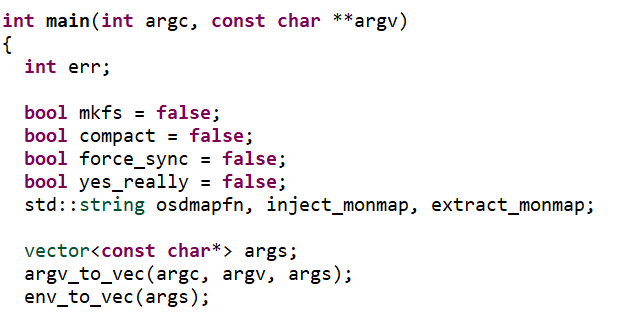 int main(int argc, const char **argv)
{
  int err;

  bool mkfs = false;
  bool compact = false;
  bool force_sync = false;
  bool yes_really = false;
  std::string osdmapfn, inject_monmap, extract_monmap;

  vector<const char*> args;
  argv_to_vec(argc, argv, args);
  env_to_vec(args);